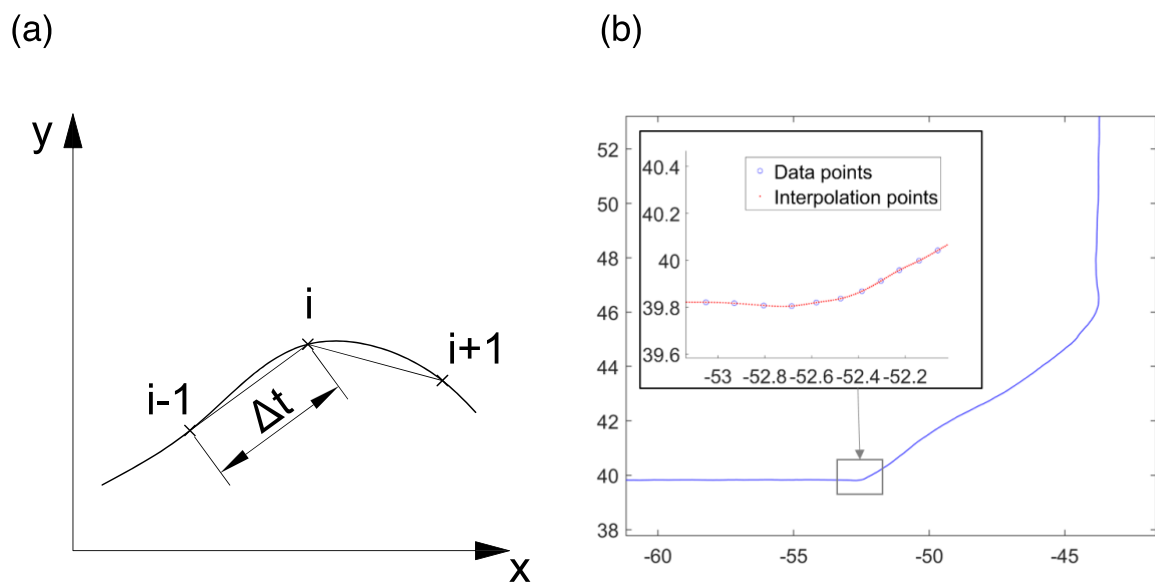 (a)
(b)
y
i
i-1
i+1
Δt
x
52
50
48
46
44
42
40
38
-60
-55
-50
-45
40.4
40.2
40
39.8
39.6
-53
-52.8
-52.6
-52.4
-52.2
Data points
Interpolation points